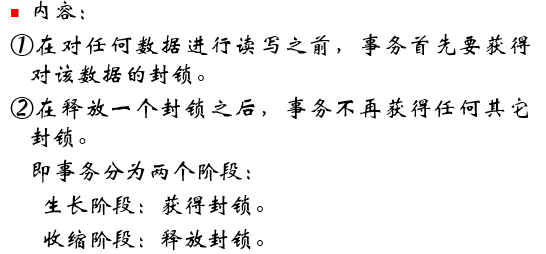 内容：
①在对任何数据进行读写之前，事务首先要获得
对该数据的封锁。
②在释放一个封锁之后，事务不再获得任何其它
封锁。
即事务分为两个阶段：
生长阶段：获得封锁。
收缩阶段：释放封锁。